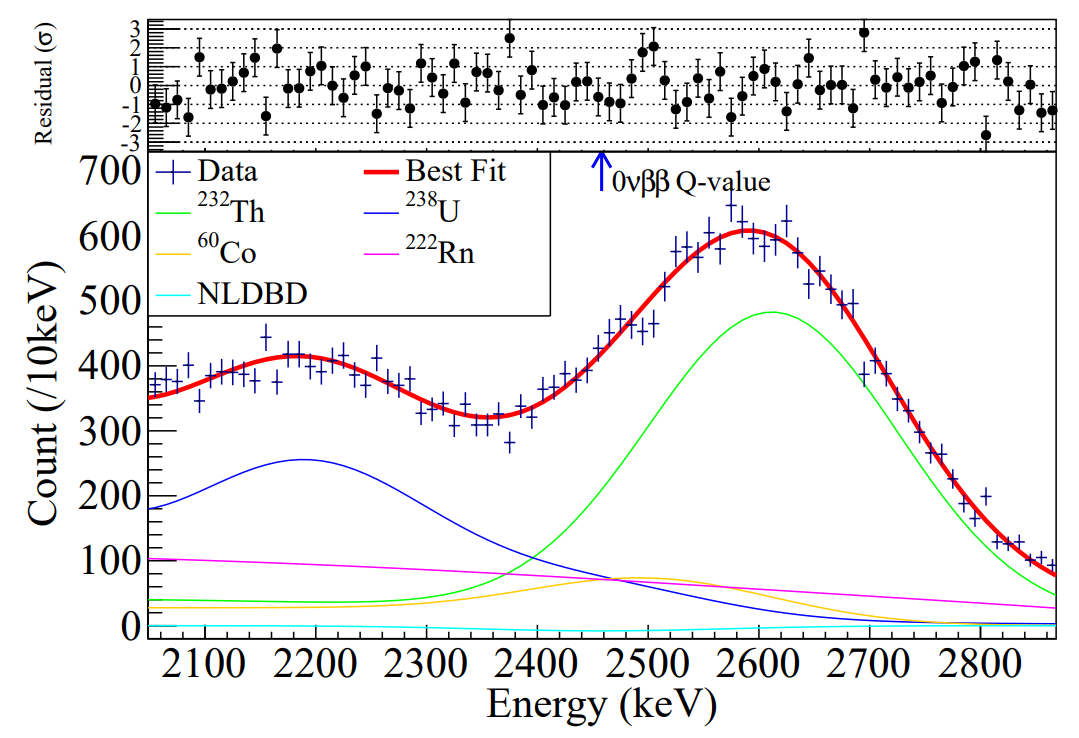 Residual (σ)
3
2
1
0
-1
-2
-3
Count (/10keV)
700
600
500
400
300
200
100
0
Data
Best Fit
²³²Th
²³⁸U
⁶⁰Co
²²²Rn
NLDBD
0νββ Q-value
2100 2200 2300 2400 2500 2600 2700 2800
Energy (keV)